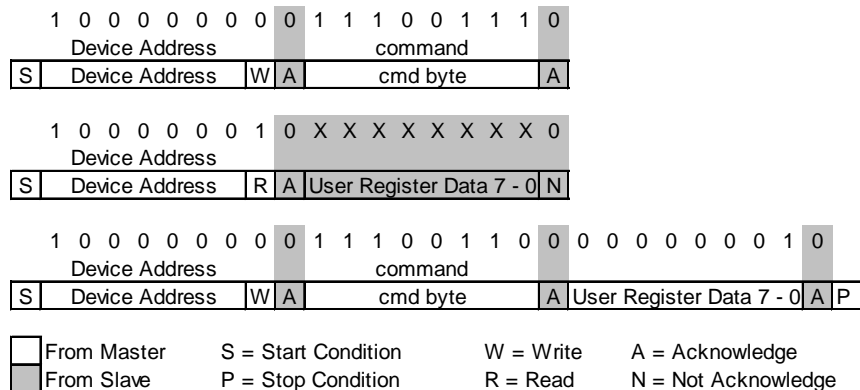 1 0 0 0 0 0 0 0 0 1 1 1 0 0 1 1 1 0
Device Address command
S Device Address W A cmd byte A
1 0 0 0 0 0 0 1 0 X X X X X X X X 0
Device Address
S Device Address R A User Register Data 7 - 0 N
1 0 0 0 0 0 0 0 0 1 1 1 0 0 1 1 0 0 0 0 0 0 0 0 0 1 0
Device Address command
S Device Address W A cmd byte A User Register Data 7 - 0 A P
From Master S = Start Condition W = Write A = Acknowledge
From Slave P = Stop Condition R = Read N = Not Acknowledge